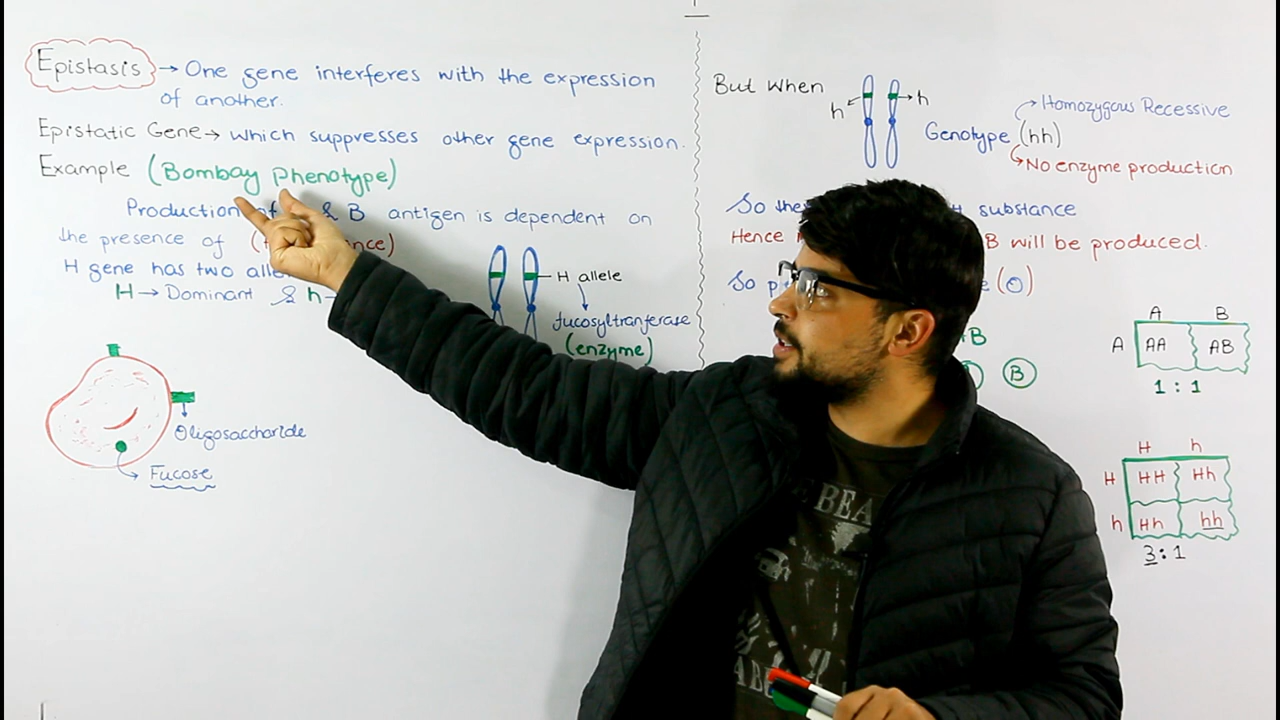 Epistasis → One gene interferes with the expression
of another.
Epistatic Gene → which suppresses other gene expression.
Example (Bombay Phenotype)
Production of & B antigen is dependent on
the presence of
H gene has two
H → Dominant & h →
H allele
fucosyltranferase
(enzyme)
Oligosaccharide
Fucose
But When
h h
Genotype (hh)
Homozygous Recessive
No enzyme production
So substance
Hence B will be produced.
So (O)
B
B
A B
A AA AB
1 : 1
H h
H HH Hh
h Hh hh
3 : 1
BEA